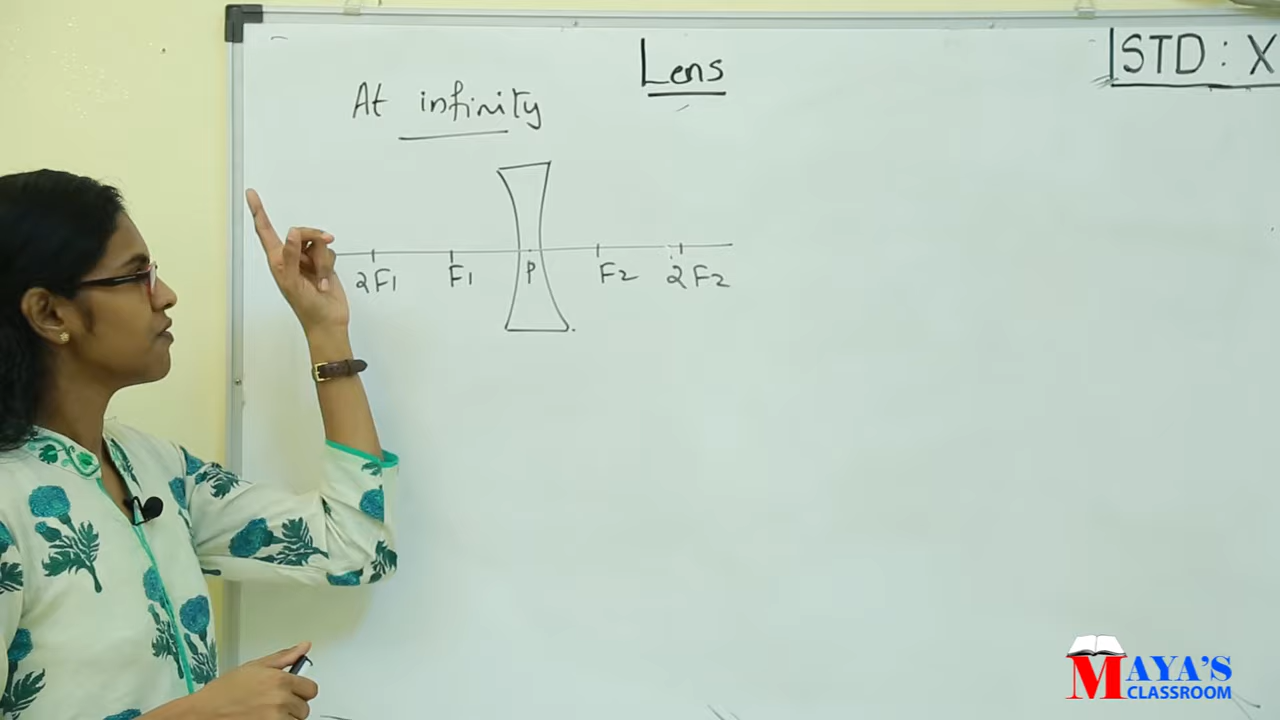 Lens
STD : X
At infinity
2F1 F1 P F2 2F2
MAYA'S
CLASSROOM